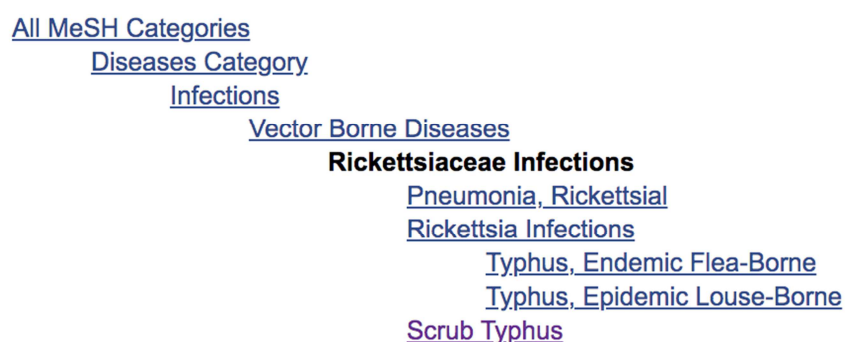 All MeSH Categories
Diseases Category
Infections
Vector Borne Diseases
Rickettsiaceae Infections
Pneumonia, Rickettsial
Rickettsia Infections
Typhus, Endemic Flea-Borne
Typhus, Epidemic Louse-Borne
Scrub Typhus